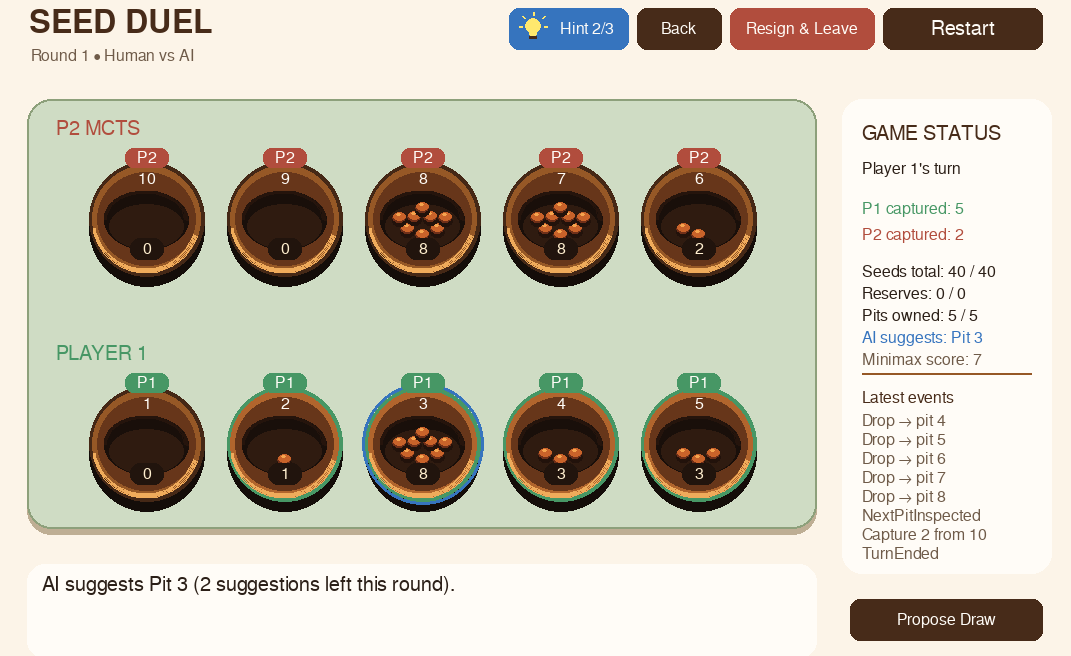 SEED DUEL
Round 1 • Human vs AI
Hint 2/3
Back
Resign & Leave
Restart
P2 MCTS
P2 P2 P2 P2 P2
10 9 8 7 6
0 0 8 8 2
PLAYER 1
P1 P1 P1 P1 P1
1 2 3 4 5
0 1 8 3 3
AI suggests Pit 3 (2 suggestions left this round).
GAME STATUS
Player 1's turn
P1 captured: 5
P2 captured: 2
Seeds total: 40 / 40
Reserves: 0 / 0
Pits owned: 5 / 5
AI suggests: Pit 3
Minimax score: 7
Latest events
Drop → pit 4
Drop → pit 5
Drop → pit 6
Drop → pit 7
Drop → pit 8
NextPitInspected
Capture 2 from 10
TurnEnded
Propose Draw